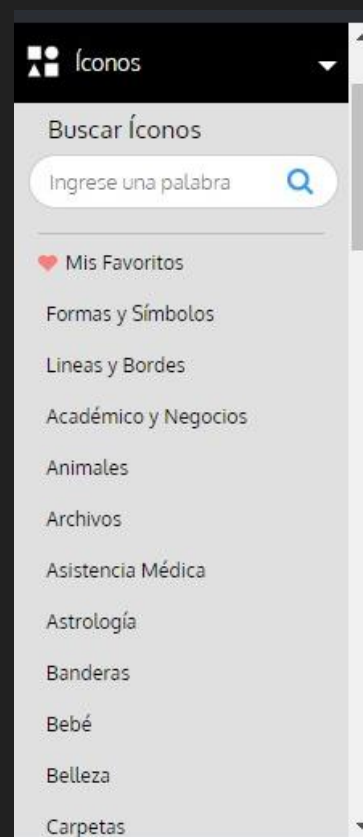 Íconos
Buscar Íconos
Ingrese una palabra
Mis Favoritos
Formas y Símbolos
Lineas y Bordes
Académico y Negocios
Animales
Archivos
Asistencia Médica
Astrología
Banderas
Bebé
Belleza
Carpetas